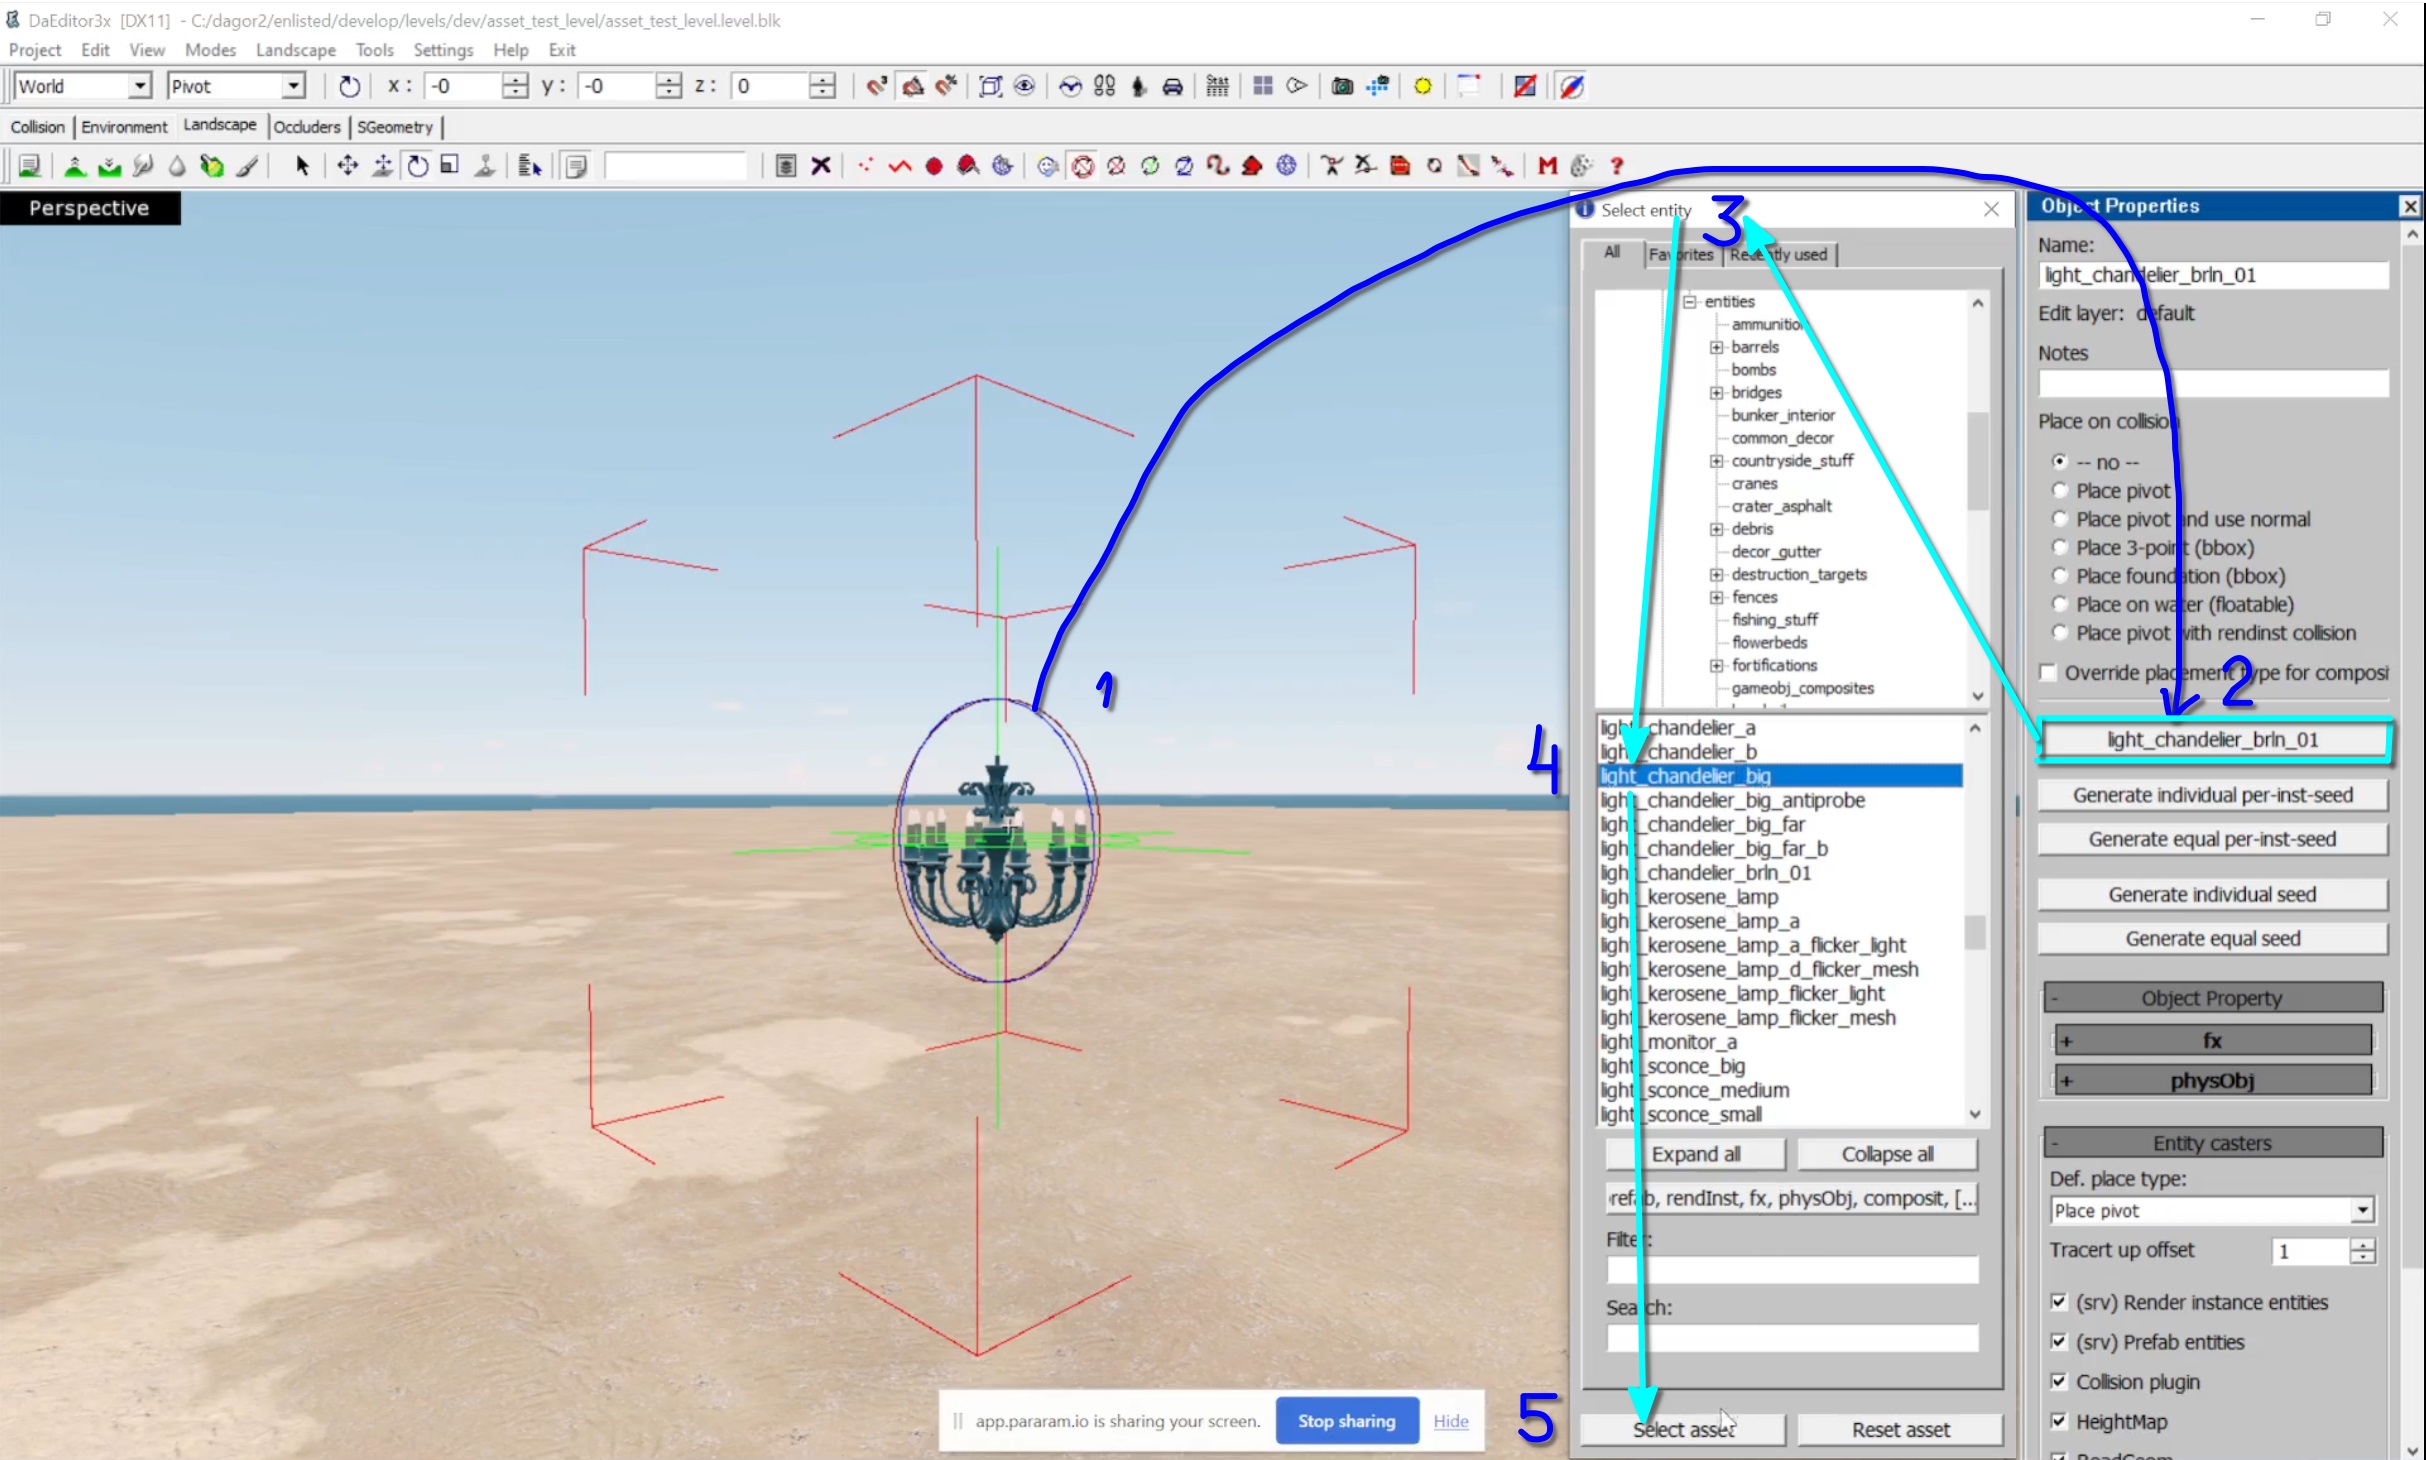 DaEditor3x [DX11] - C:/dagor2/enlisted/develop/levels/dev/asset_test_level/asset_test_level.level.blk
Project Edit View Modes Landscape Tools Settings Help Exit
World Pivot x: -0 y: -0 z: 0 Stat
Collision Environment Landscape Occluders SGeometry
M ?
Perspective
Select entity
3
All Favorites Recently used
entities
ammunition
barrels
bombs
bridges
bunker_interior
common_decor
countryside_stuff
cranes
crater_asphalt
debris
decor_gutter
destruction_targets
fences
fishing_stuff
flowerbeds
fortifications
gameobj_composites
light_chandelier_a
light_chandelier_b
light_chandelier_big
light_chandelier_big_antiprobe
light_chandelier_big_far
light_chandelier_big_far_b
light_chandelier_brln_01
light_kerosene_lamp
light_kerosene_lamp_a
light_kerosene_lamp_a_flicker_light
light_kerosene_lamp_d_flicker_mesh
light_kerosene_lamp_flicker_light
light_kerosene_lamp_flicker_mesh
light_monitor_a
light_sconce_big
light_sconce_medium
light_sconce_small
Expand all Collapse all
refab, rendInst, fx, physObj, composit, [...
Filter:
Search:
Select asset Reset asset
1
4
5
app.pararam.io is sharing your screen. Stop sharing Hide
Object Properties
Name:
light_chandelier_brln_01
Edit layer: default
Notes
Place on collision
-- no --
Place pivot
Place pivot and use normal
Place 3-point (bbox)
Place foundation (bbox)
Place on water (floatable)
Place pivot with rendinst collision
Override placement type for composit
2
light_chandelier_brln_01
Generate individual per-inst-seed
Generate equal per-inst-seed
Generate individual seed
Generate equal seed
- Object Property
+ fx
+ physObj
- Entity casters
Def. place type:
Place pivot
Tracert up offset 1
(srv) Render instance entities
(srv) Prefab entities
Collision plugin
HeightMap